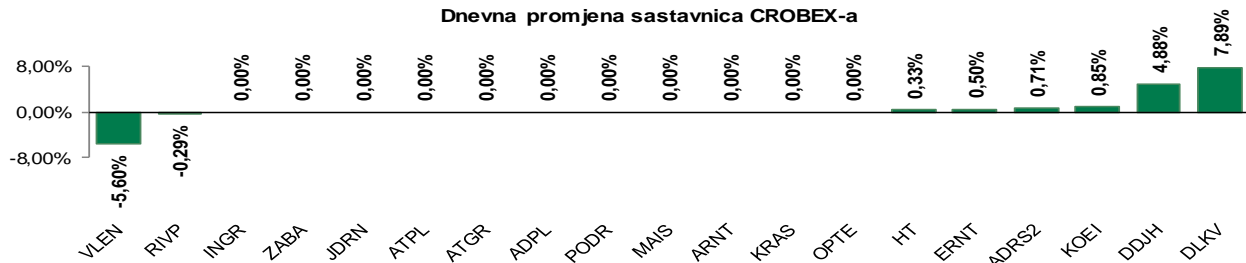 Dnevna promjena sastavnica CROBEX-a
8,00%
0,00%
-8,00%
-5,60%
-0,29%
0,00%
0,00%
0,00%
0,00%
0,00%
0,00%
0,00%
0,00%
0,00%
0,00%
0,00%
0,33%
0,50%
0,71%
0,85%
4,88%
7,89%
VLEN
RIVP
INGR
ZABA
JDRN
ATPL
ATGR
ADPL
PODR
MAIS
ARNT
KRAS
OPTE
HT
ERNT
ADRS2
KOEI
DDJH
DLKV